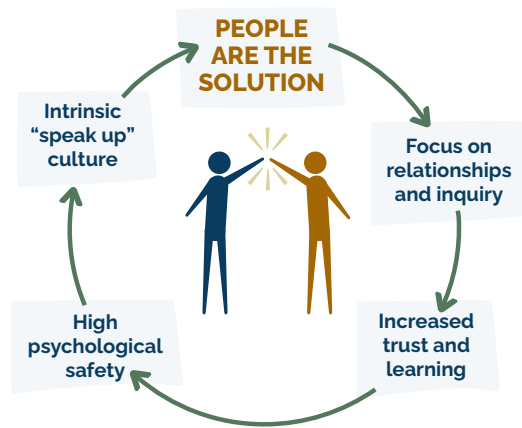 PEOPLE
ARE THE
SOLUTION
Focus on
relationships
and inquiry
Increased
trust and
learning
High
psychological
safety
Intrinsic
“speak up”
culture